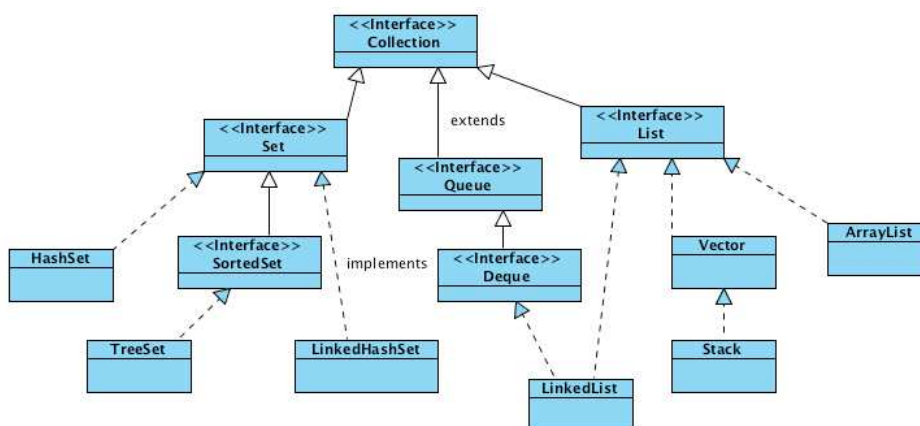 <<Interface>>
Collection
<<Interface>>
Set
extends
<<Interface>>
List
<<Interface>>
Queue
HashSet
<<Interface>>
SortedSet
implements
<<Interface>>
Deque
Vector
ArrayList
TreeSet
LinkedHashSet
LinkedList
Stack